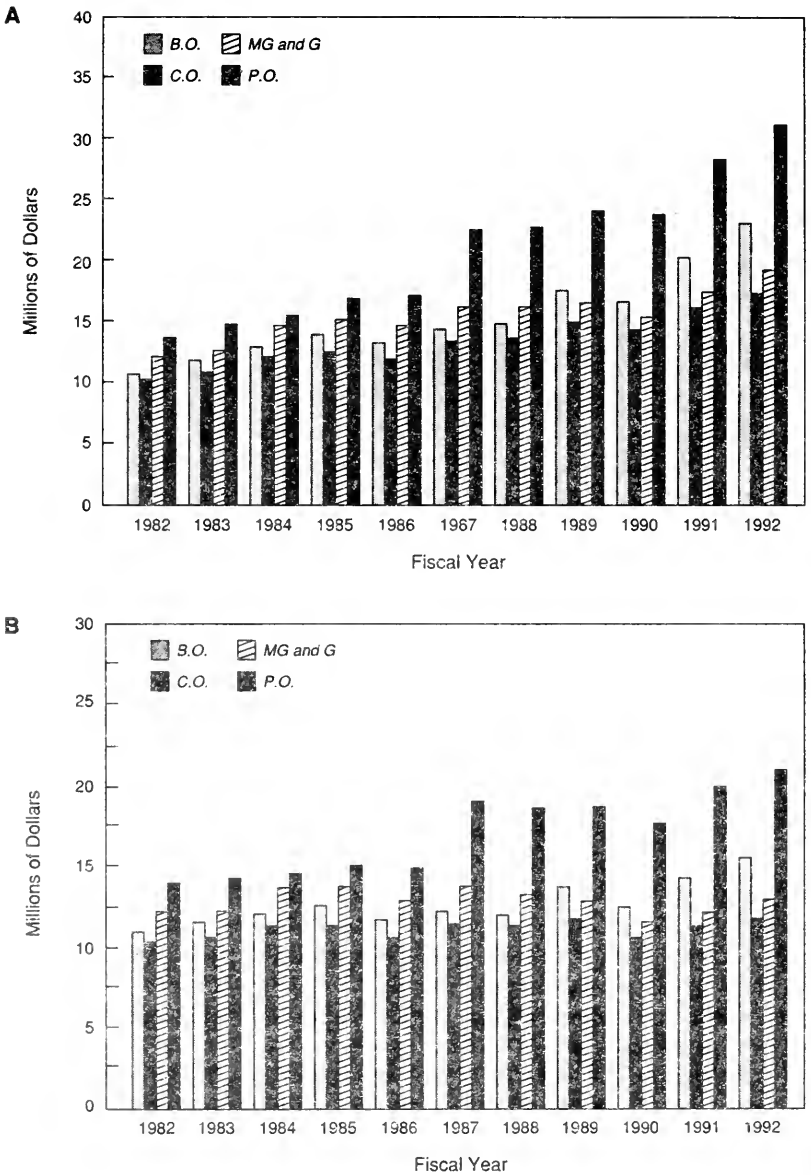 A
40
35
30
25
20
15
10
5
0
Millions of Dollars
B.O. MG and G
C.O. P.O.
1982 1983 1984 1985 1986 1967 1988 1989 1990 1991 1992
Fiscal Year
B
30
25
20
15
10
5
0
Millions of Dollars
B.O. MG and G
C.O. P.O.
1982 1983 1984 1985 1986 1987 1988 1989 1990 1991 1992
Fiscal Year